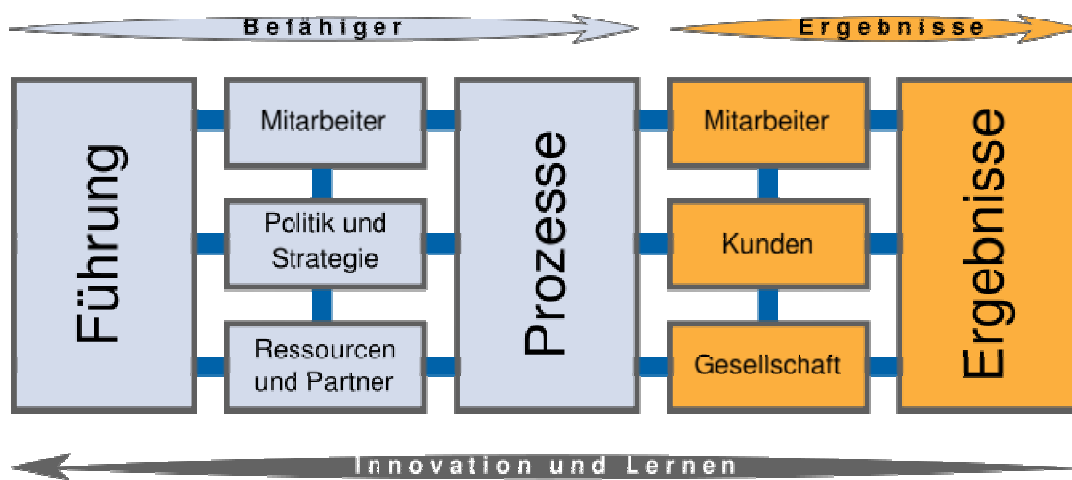 Befähiger
Ergebnisse
Führung
Mitarbeiter
Politik und
Strategie
Ressourcen
und Partner
Prozesse
Mitarbeiter
Kunden
Gesellschaft
Ergebnisse
Innovation und Lernen